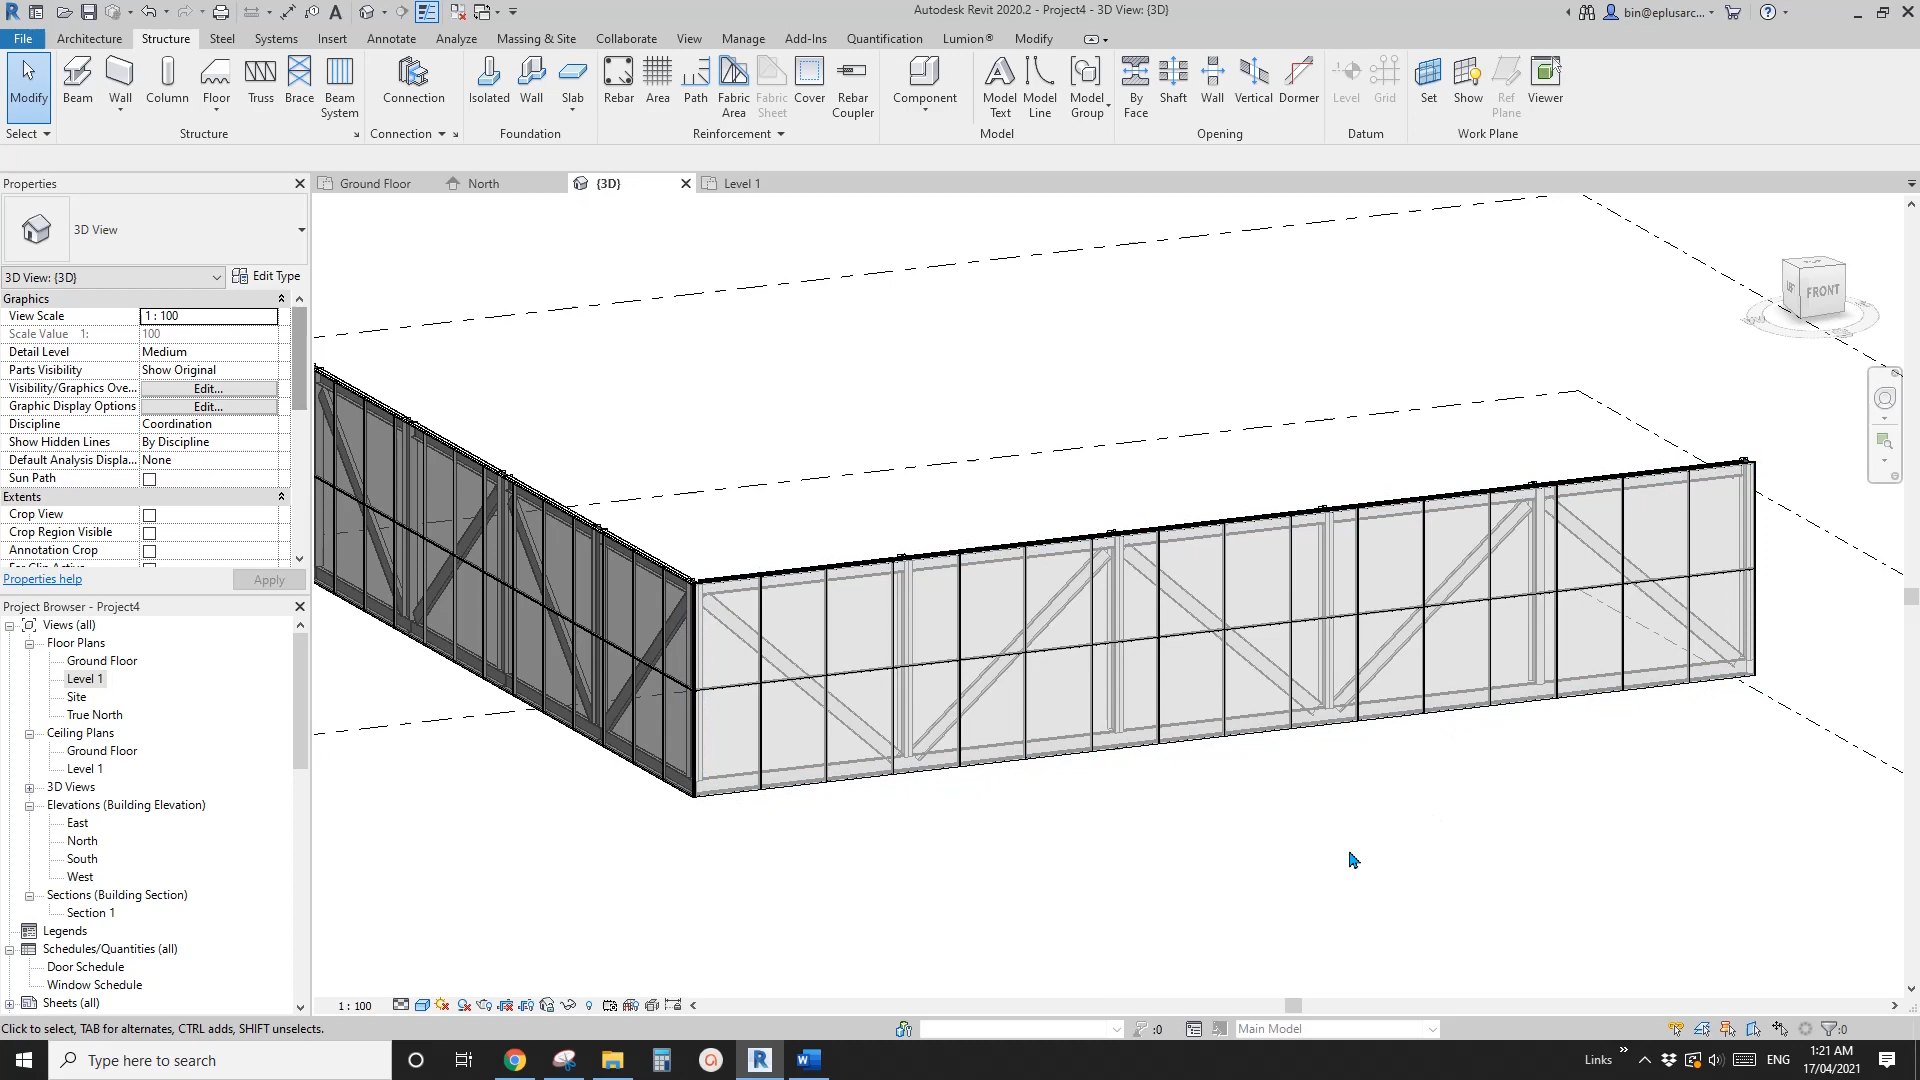 Autodesk Revit 2020.2 - Project4 - 3D View: {3D}
bin@eplusarc...
File Architecture Structure Steel Systems Insert Annotate Analyze Massing & Site Collaborate View Manage Add-Ins Quantification Lumion® Modify
Modify Beam Wall Column Floor Truss Brace Beam System Connection Isolated Wall Slab Rebar Area Path Fabric Area Fabric Sheet Cover Rebar Coupler Component Model Text Model Line Model Group By Face Shaft Wall Vertical Dormer Level Grid Set Show Ref Plane Viewer
Select Structure Connection Foundation Reinforcement Model Opening Datum Work Plane
Properties
Ground Floor North {3D} Level 1
3D View
3D View: {3D} Edit Type
Graphics
View Scale 1 : 100
Scale Value 1: 100
Detail Level Medium
Parts Visibility Show Original
Visibility/Graphics Ove... Edit...
Graphic Display Options Edit...
Discipline Coordination
Show Hidden Lines By Discipline
Default Analysis Displa... None
Sun Path
Extents
Crop View
Crop Region Visible
Annotation Crop
Properties help Apply
Project Browser - Project4
Views (all)
Floor Plans
Ground Floor
Level 1
Site
True North
Ceiling Plans
Ground Floor
Level 1
3D Views
Elevations (Building Elevation)
East
North
South
West
Sections (Building Section)
Section 1
Legends
Schedules/Quantities (all)
Door Schedule
Window Schedule
Sheets (all)
FRONT
1 : 100
Click to select, TAB for alternates, CTRL adds, SHIFT unselects.
:0
Main Model
:0
Type here to search
Links
ENG
1:21 AM
17/04/2021